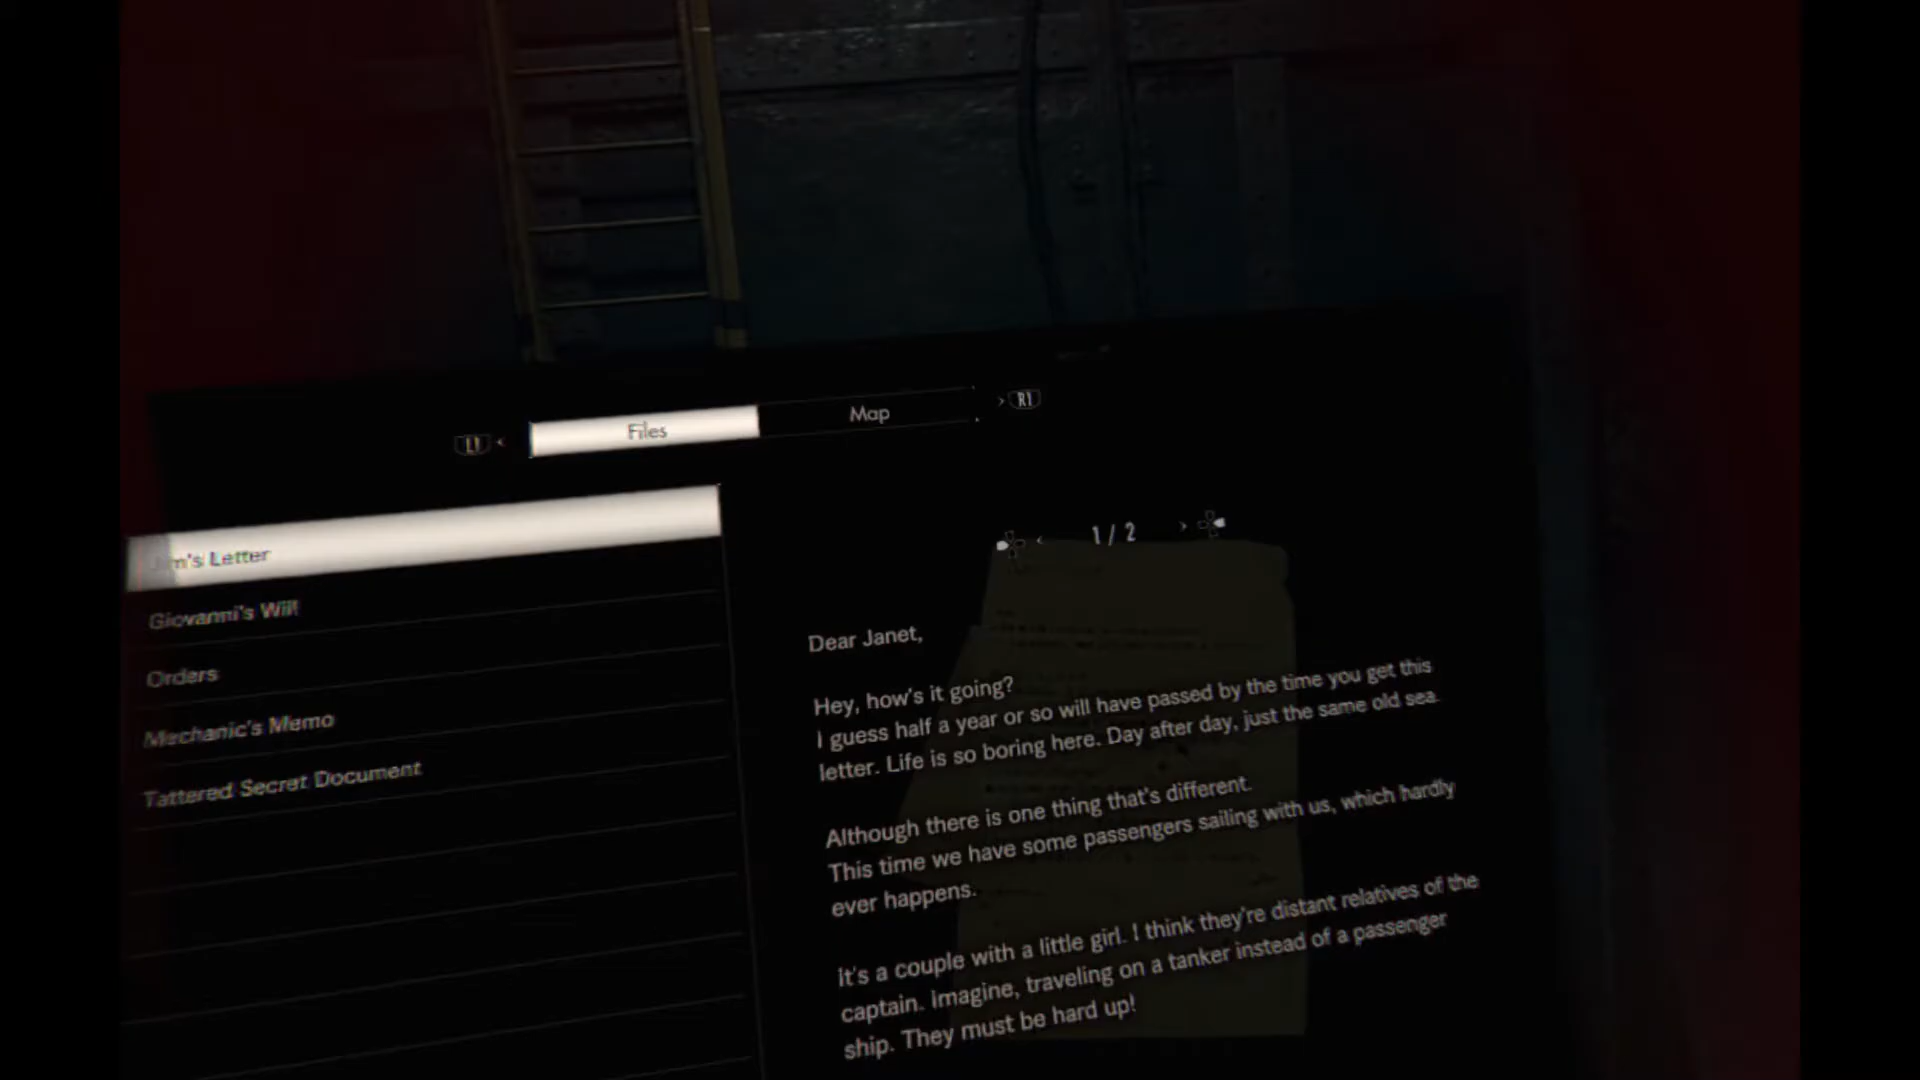 L1
Files
Map
R1
m's Letter
Giovanni's Will
Orders
Mechanic's Memo
Tattered Secret Document
1 / 2
Dear Janet,
Hey, how's it going?
I guess half a year or so will have passed by the time you get this
letter. Life is so boring here. Day after day, just the same old sea.
Although there is one thing that's different.
This time we have some passengers sailing with us, which hardly
ever happens.
It's a couple with a little girl. I think they're distant relatives of the
captain. Imagine, traveling on a tanker instead of a passenger
ship. They must be hard up!